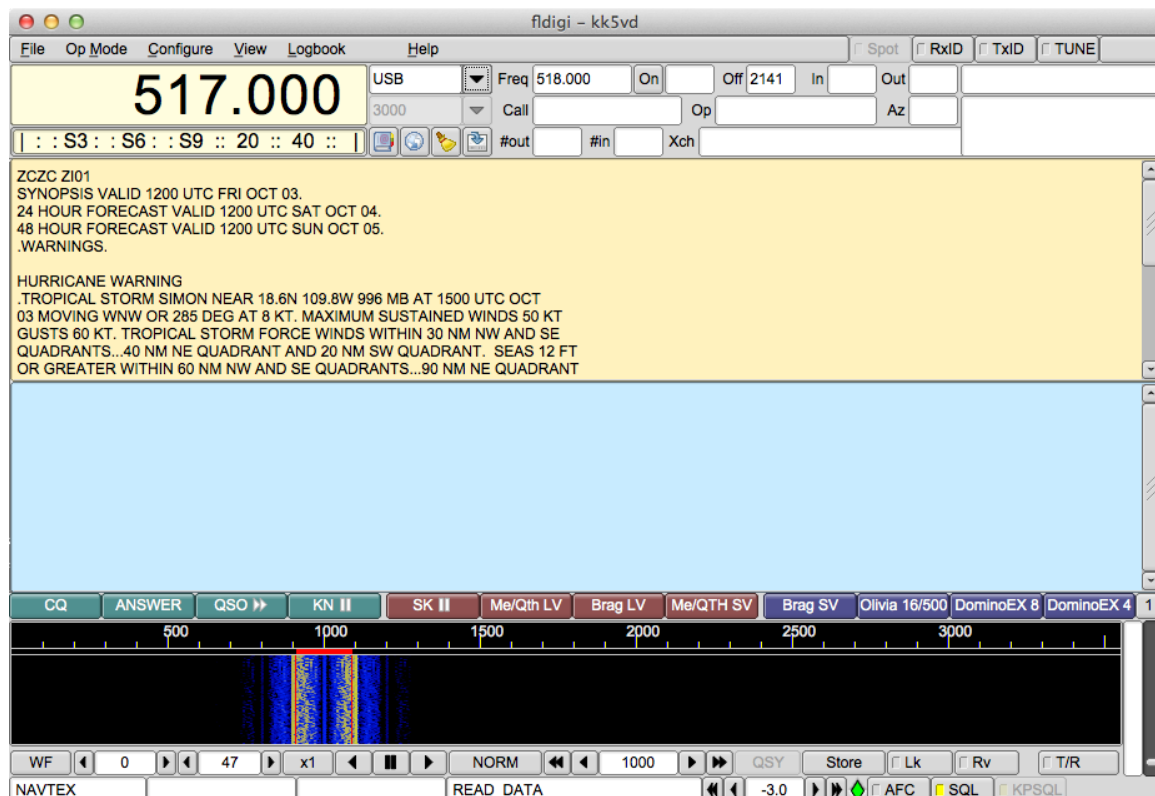 fldigi – kk5vd
File Op Mode Configure View Logbook Help Spot RxID TxID TUNE
517.000 USB Freq 518.000 On Off 2141 In Out
3000 Call Op Az
| : : S3 : : S6 : : S9 :: 20 :: 40 :: | #out #in Xch
ZCZC ZI01
SYNOPSIS VALID 1200 UTC FRI OCT 03.
24 HOUR FORECAST VALID 1200 UTC SAT OCT 04.
48 HOUR FORECAST VALID 1200 UTC SUN OCT 05.
.WARNINGS.
HURRICANE WARNING
.TROPICAL STORM SIMON NEAR 18.6N 109.8W 996 MB AT 1500 UTC OCT
03 MOVING WNW OR 285 DEG AT 8 KT. MAXIMUM SUSTAINED WINDS 50 KT
GUSTS 60 KT. TROPICAL STORM FORCE WINDS WITHIN 30 NM NW AND SE
QUADRANTS...40 NM NE QUADRANT AND 20 NM SW QUADRANT. SEAS 12 FT
OR GREATER WITHIN 60 NM NW AND SE QUADRANTS...90 NM NE QUADRANT
CQ ANSWER QSO KN SK Me/Qth LV Brag LV Me/QTH SV Brag SV Olivia 16/500 DominoEX 8 DominoEX 4 1
500 1000 1500 2000 2500 3000
WF 0 47 x1 NORM 1000 QSY Store Lk Rv T/R
NAVTEX READ_DATA -3.0 AFC SQL KPSQL